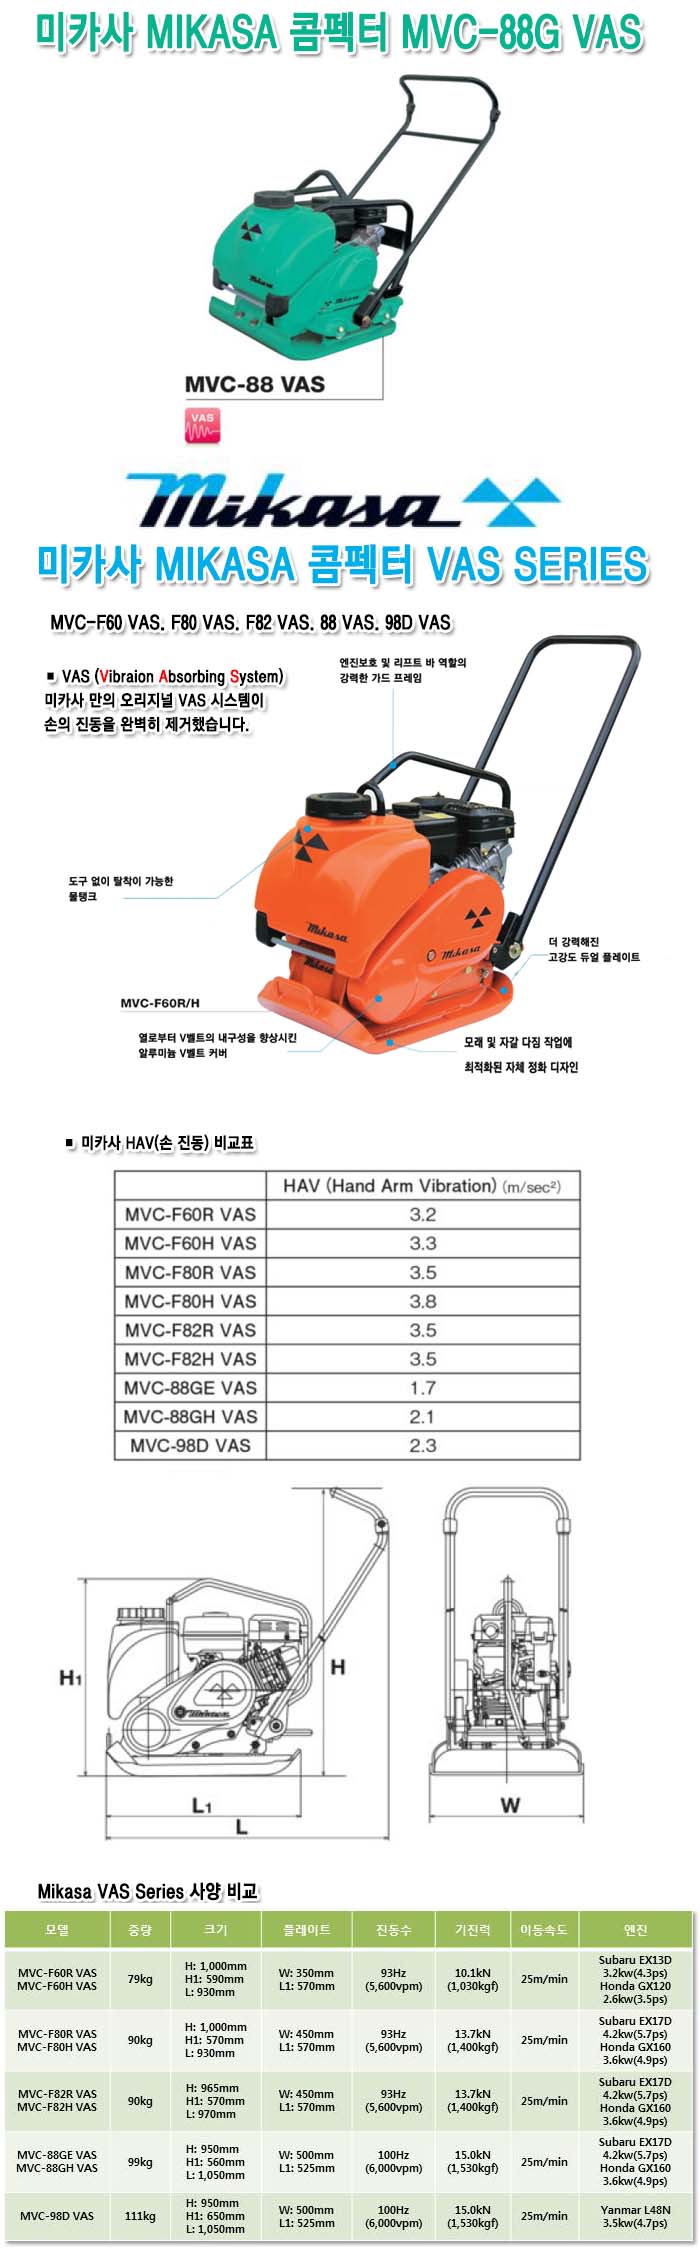 미카사 MIKASA 콤펙터 MVC-88G VAS
Mikasa
Mikasa
MVC-88 VAS
VAS
Mikasa
미카사 MIKASA 콤펙터 VAS SERIES
MVC-F60 VAS. F80 VAS. F82 VAS. 88 VAS. 98D VAS
■ VAS (Vibraion Absorbing System)
미카사 만의 오리지널 VAS 시스템이
손의 진동을 완벽히 제거했습니다.
엔진보호 및 리프트 바 역할의
강력한 가드 프레임
도구 없이 탈착이 가능한
물탱크
Mikasa
Mikasa
Mikasa
더 강력해진
고강도 듀얼 플레이트
MVC-F60R/H
열로부터 V벨트의 내구성을 향상시킨
알루미늄 V벨트 커버
모래 및 자갈 다짐 작업에
최적화된 자체 정화 디자인
■ 미카사 HAV(손 진동) 비교표
HAV (Hand Arm Vibration) (m/sec²)
MVC-F60R VAS 3.2
MVC-F60H VAS 3.3
MVC-F80R VAS 3.5
MVC-F80H VAS 3.8
MVC-F82R VAS 3.5
MVC-F82H VAS 3.5
MVC-88GE VAS 1.7
MVC-88GH VAS 2.1
MVC-98D VAS 2.3
H1
H
Mikasa
L1
L
W
Mikasa VAS Series 사양 비교
모델 중량 크기 플레이트 진동수 기진력 이동속도 엔진
MVC-F60R VAS
MVC-F60H VAS
79kg
H: 1,000mm
H1: 590mm
L: 930mm
W: 350mm
L1: 570mm
93Hz
(5,600vpm)
10.1kN
(1,030kgf)
25m/min
Subaru EX13D
3.2kw(4.3ps)
Honda GX120
2.6kw(3.5ps)
MVC-F80R VAS
MVC-F80H VAS
90kg
H: 1,000mm
H1: 570mm
L: 930mm
W: 450mm
L1: 570mm
93Hz
(5,600vpm)
13.7kN
(1,400kgf)
25m/min
Subaru EX17D
4.2kw(5.7ps)
Honda GX160
3.6kw(4.9ps)
MVC-F82R VAS
MVC-F82H VAS
90kg
H: 965mm
H1: 570mm
L: 970mm
W: 450mm
L1: 570mm
93Hz
(5,600vpm)
13.7kN
(1,400kgf)
25m/min
Subaru EX17D
4.2kw(5.7ps)
Honda GX160
3.6kw(4.9ps)
MVC-88GE VAS
MVC-88GH VAS
99kg
H: 950mm
H1: 560mm
L: 1,050mm
W: 500mm
L1: 525mm
100Hz
(6,000vpm)
15.0kN
(1,530kgf)
25m/min
Subaru EX17D
4.2kw(5.7ps)
Honda GX160
3.6kw(4.9ps)
MVC-98D VAS
111kg
H: 950mm
H1: 650mm
L: 1,050mm
W: 500mm
L1: 525mm
100Hz
(6,000vpm)
15.0kN
(1,530kgf)
25m/min
Yanmar L48N
3.5kw(4.7ps)